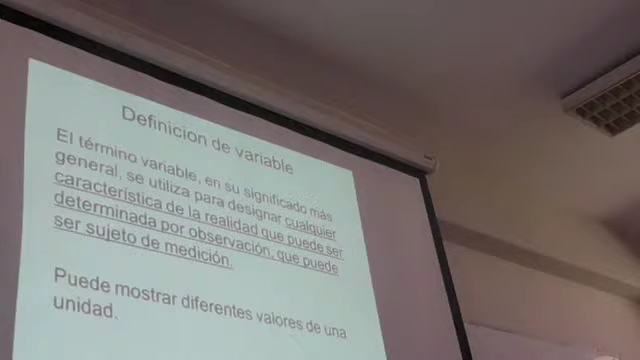 Definicion de variable
El término variable, en su significado más
general, se utiliza para designar cualquier
característica de la realidad que puede ser
determinada por observación, que puede
ser sujeto de medición.
Puede mostrar diferentes valores de una
unidad.